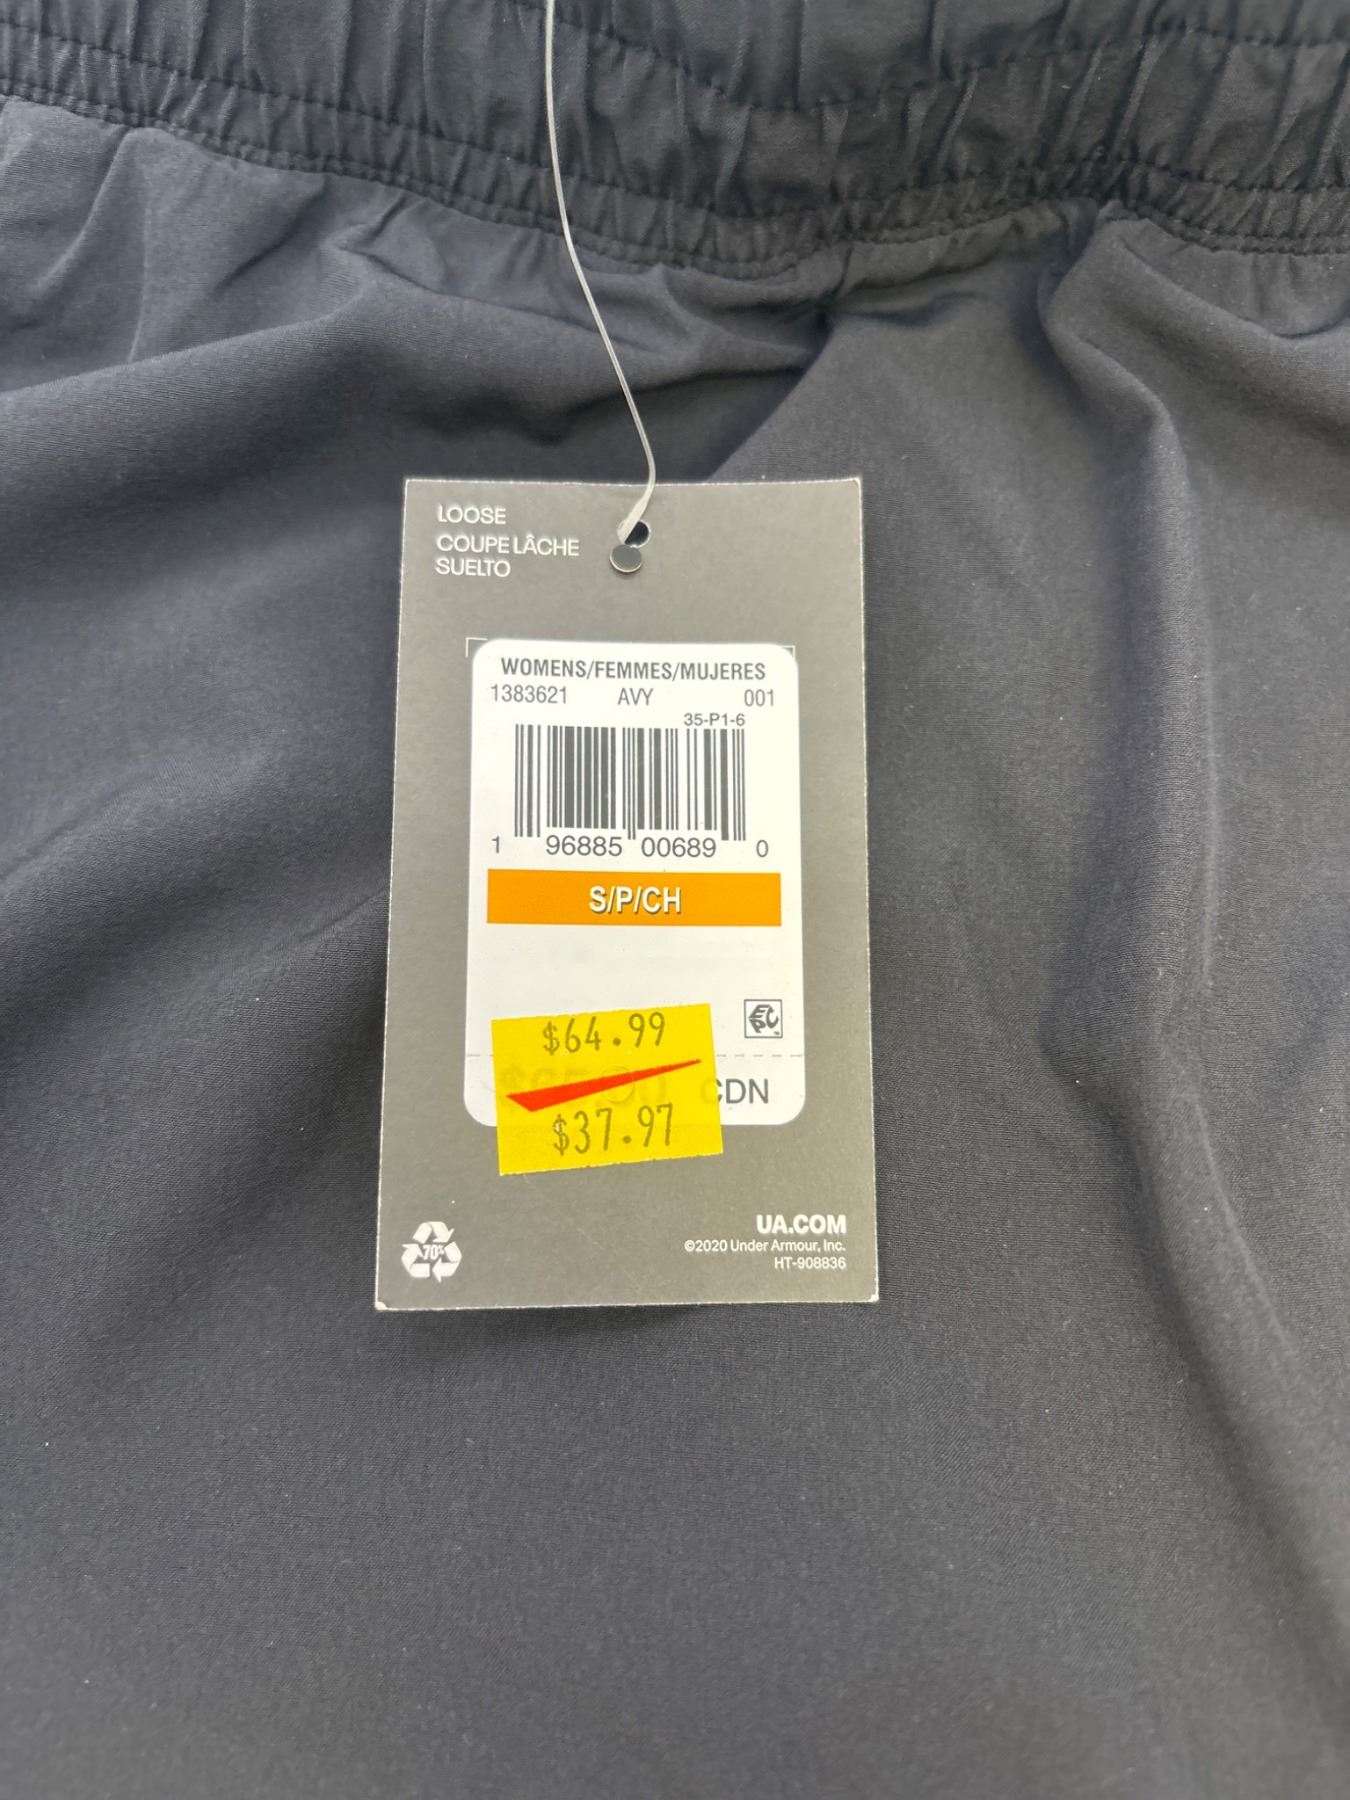 LOOSE
COUPE LÂCHE
SUELTO
WOMENS/FEMMES/MUJERES
1383621 AVY 001
35-P1-6
1 96885 00689 0
S/P/CH
$64.99
CDN
$37.97
UA.COM
©2020 Under Armour, Inc.
HT-908836
70%